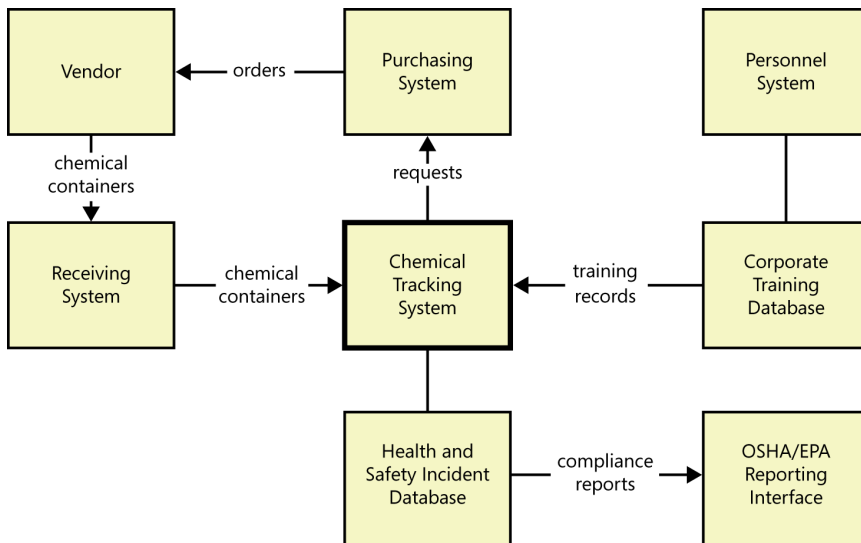 Vendor
orders
Purchasing
System
Personnel
System
chemical
containers
requests
Receiving
System
chemical
containers
Chemical
Tracking
System
training
records
Corporate
Training
Database
Health and
Safety Incident
Database
compliance
reports
OSHA/EPA
Reporting
Interface